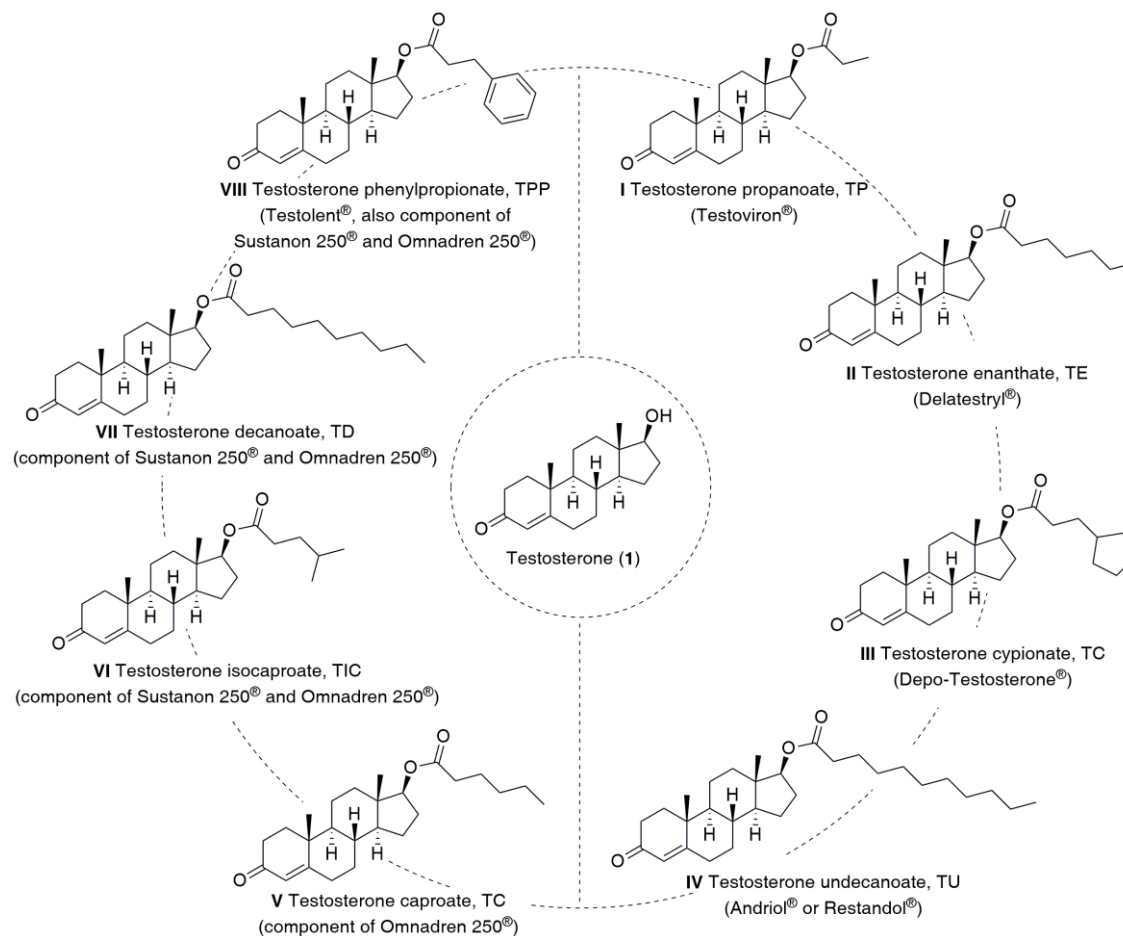 O
O
H
H H
O
VIII Testosterone phenylpropionate, TPP
(Testolent®, also component of
Sustanon 250® and Omnadren 250®)
O
O
H
H H
O
I Testosterone propanoate, TP
(Testoviron®)
O
O
H
H H
O
II Testosterone enanthate, TE
(Delatestryl®)
O
O
H
H H
O
VII Testosterone decanoate, TD
(component of Sustanon 250® and Omnadren 250®)
OH
H
H H
O
Testosterone (1)
O
O
H
H H
O
III Testosterone cypionate, TC
(Depo-Testosterone®)
O
O
H
H H
O
VI Testosterone isocaproate, TIC
(component of Sustanon 250® and Omnadren 250®)
O
O
H
H H
O
IV Testosterone undecanoate, TU
(Andriol® or Restandol®)
O
O
H
H H
O
V Testosterone caproate, TC
(component of Omnadren 250®)